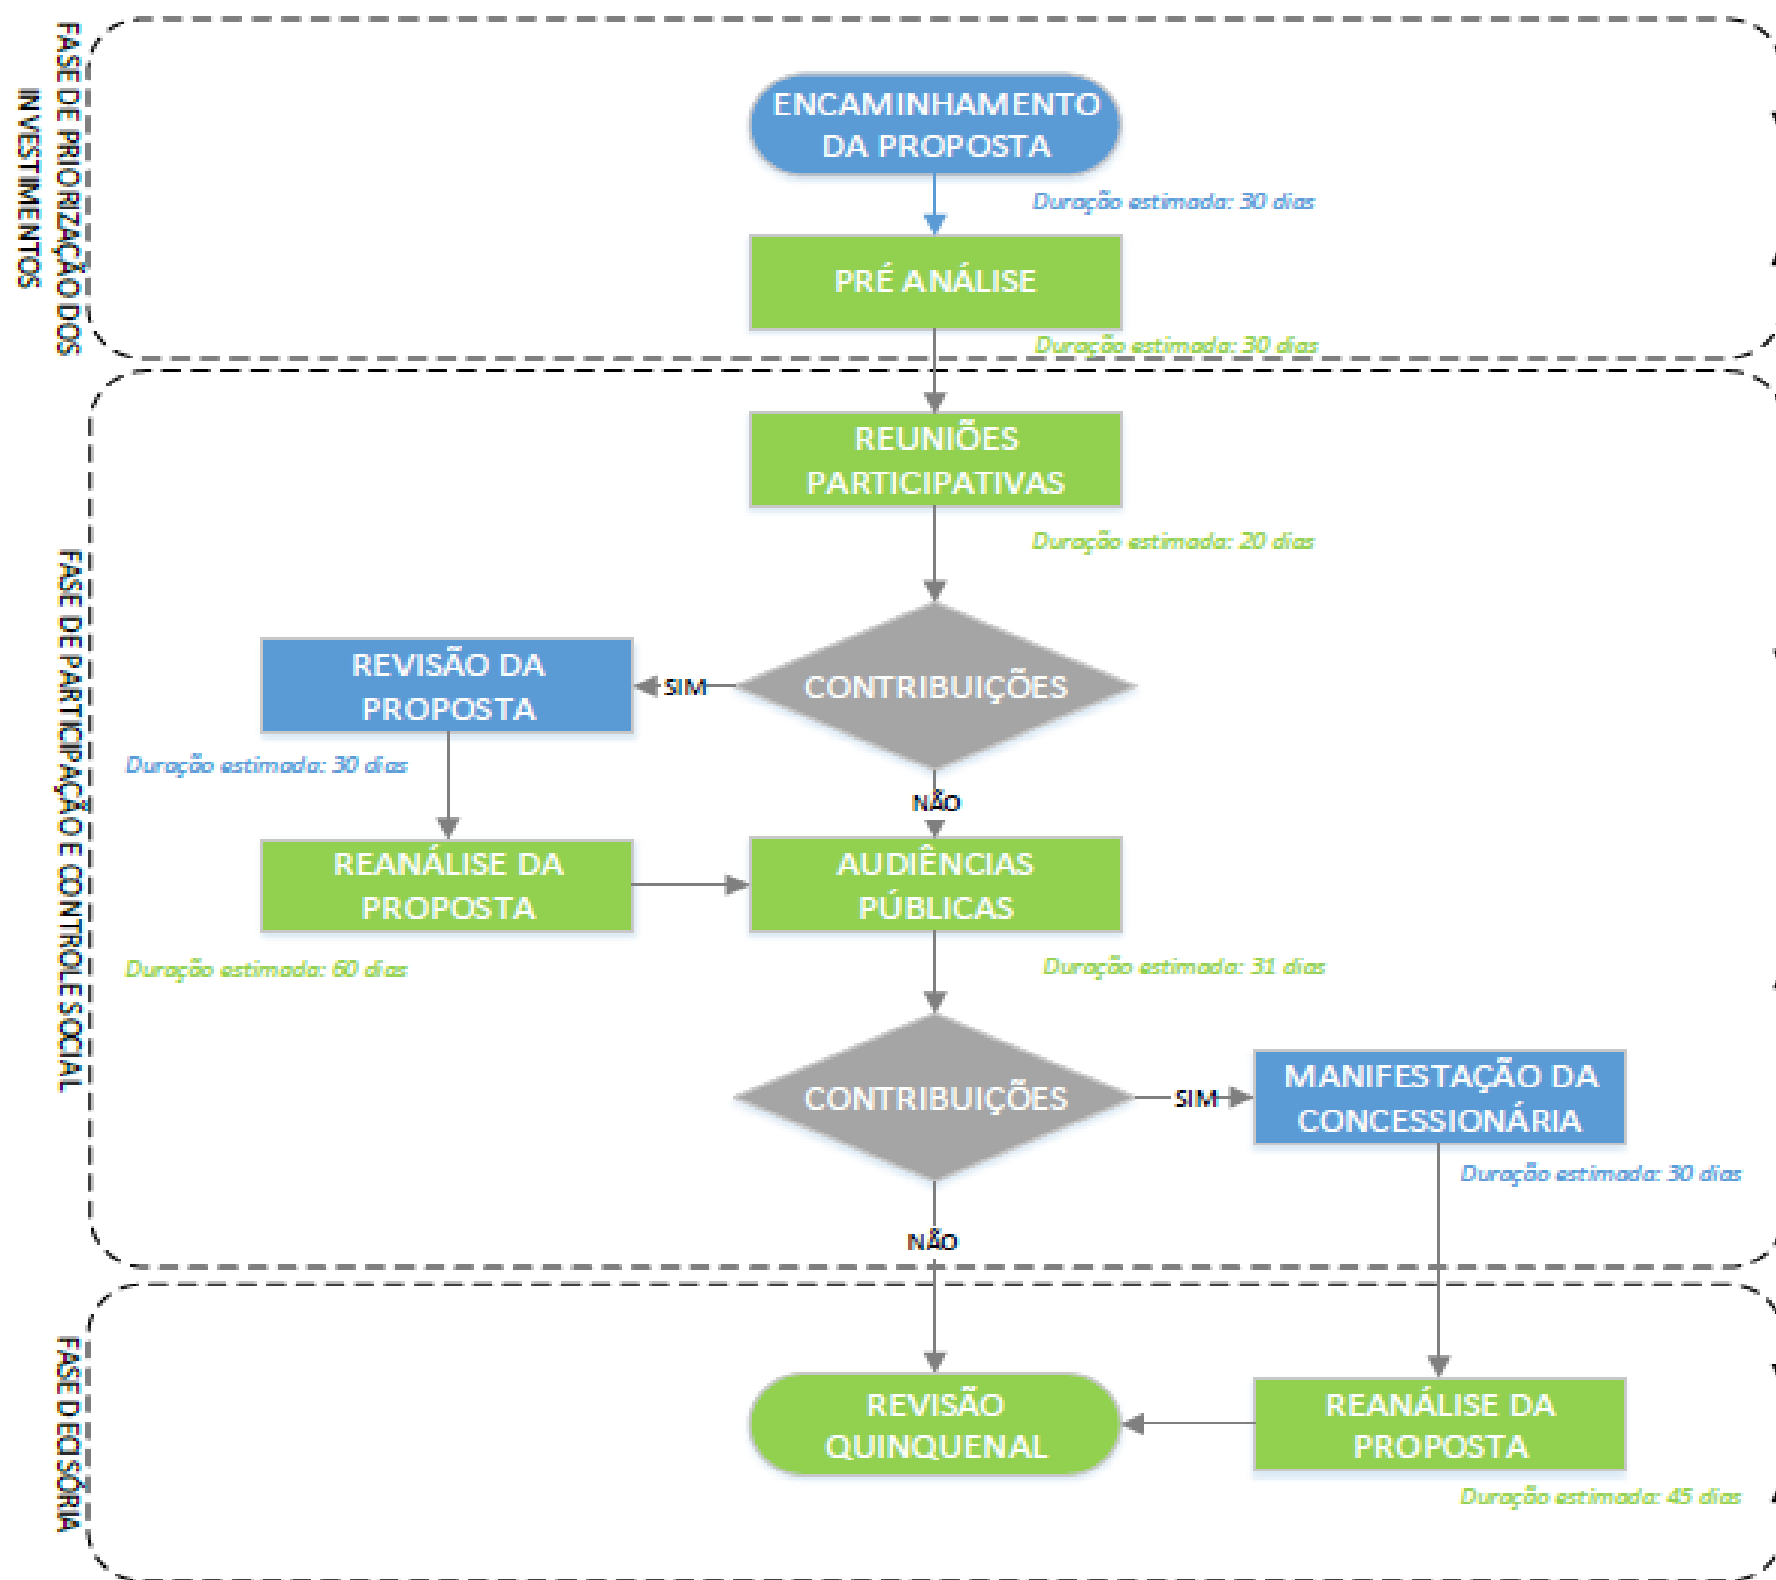 FASE DE PRIORIZAÇÃO DOS
INVESTIMENTOS
ENCAMINHAMENTO
DA PROPOSTA
Duração estimada: 30 dias
PRÉ ANÁLISE
Duração estimada: 30 dias
FASE DE PARTICIPAÇÃO E CONTROLE SOCIAL
REUNIÕES
PARTICIPATIVAS
Duração estimada: 20 dias
CONTRIBUIÇÕES
SIM
REVISÃO DA
PROPOSTA
Duração estimada: 30 dias
NÃO
REANÁLISE DA
PROPOSTA
Duração estimada: 60 dias
AUDIÊNCIAS
PÚBLICAS
Duração estimada: 31 dias
CONTRIBUIÇÕES
SIM
MANIFESTAÇÃO DA
CONCESSIONÁRIA
Duração estimada: 30 dias
NÃO
FASE DECISÓRIA
REVISÃO
QUINQUENAL
REANÁLISE DA
PROPOSTA
Duração estimada: 45 dias